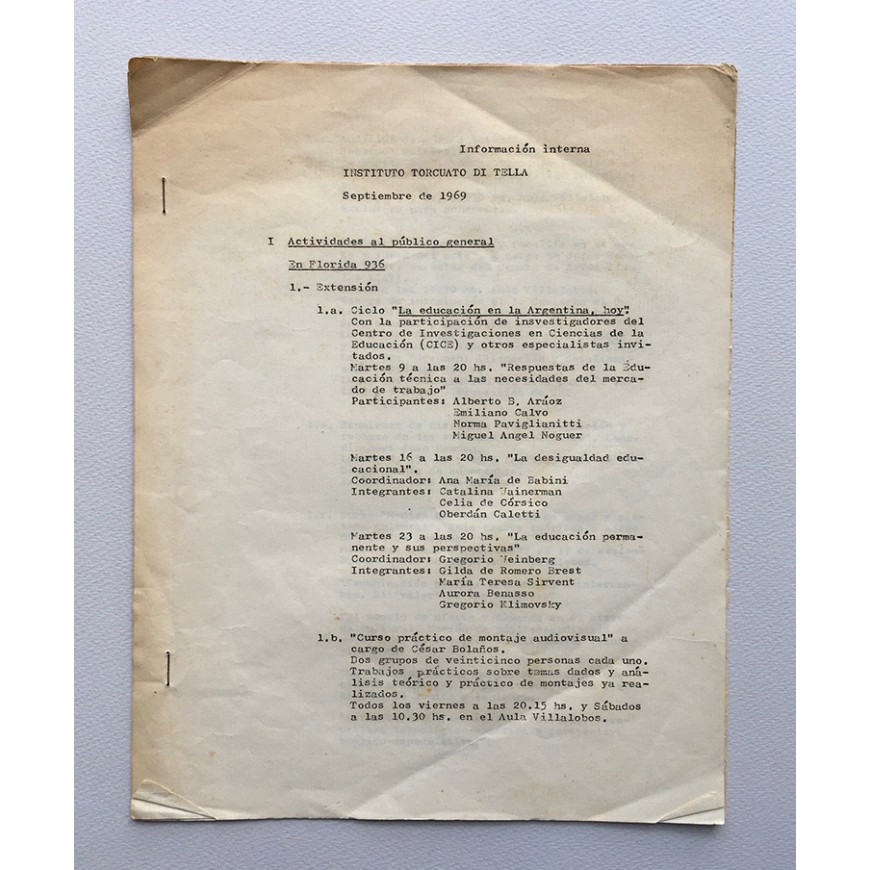 Información interna
INSTITUTO TORCUATO DI TELLA
Septiembre de 1969
I Actividades al público general
En Florida 936
1.- Extensión
1.a. Ciclo "La educación en la Argentina, hoy".
Con la participación de insvestigadores del
Centro de Investigaciones en Ciencias de la
Educación (CICE) y otros especialistas invi-
tados.
Martes 9 a las 20 hs. "Respuestas de la Edu-
cación técnica a las necesidades del merca-
do de trabajo"
Participantes: Alberto B. Aráoz
Emiliano Calvo
Norma Paviglianitti
Miguel Angel Noguer
Martes 16 a las 20 hs. "La desigualdad edu-
cacional".
Coordinador: Ana María de Babini
Integrantes: Catalina Wainerman
Celia de Córsico
Oberdán Caletti
Martes 23 a las 20 hs. "La educación perma-
nente y sus perspectivas"
Coordinador: Gregorio Weinberg
Integrantes: Gilda de Romero Brest
María Teresa Sirvent
Aurora Benasso
Gregorio Klimovsky
1.b. "Curso práctico de montaje audiovisual" a
cargo de César Bolaños.
Dos grupos de veinticinco personas cada uno.
Trabajos prácticos sobre temas dados y aná-
lisis teórico y práctico de montajes ya rea-
lizados.
Todos los viernes a las 20.15 hs. y Sábados
a las 10.30 hs. en el Aula Villalobos.